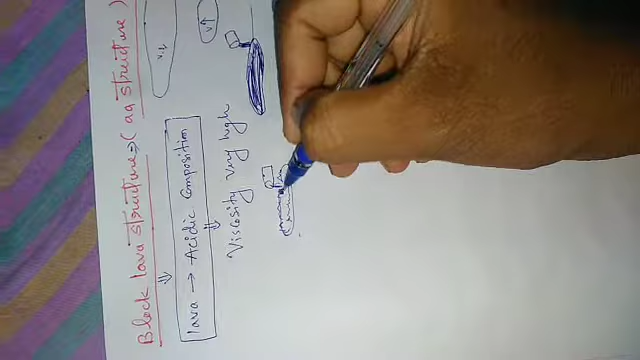 Block lava structure ⇒ (aa structure)
⇓
lava → Acidic Composition
⇓
Viscosity very high
V↓
V↑